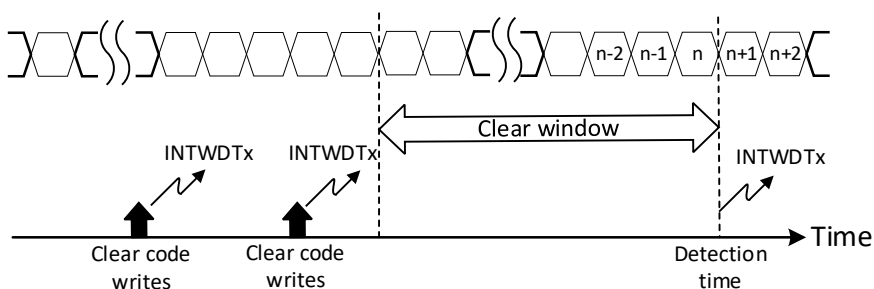 n-2 n-1 n n+1 n+2
Clear window
INTWDTx INTWDTx INTWDTx
Time
Clear code
writes
Clear code
writes
Detection
time